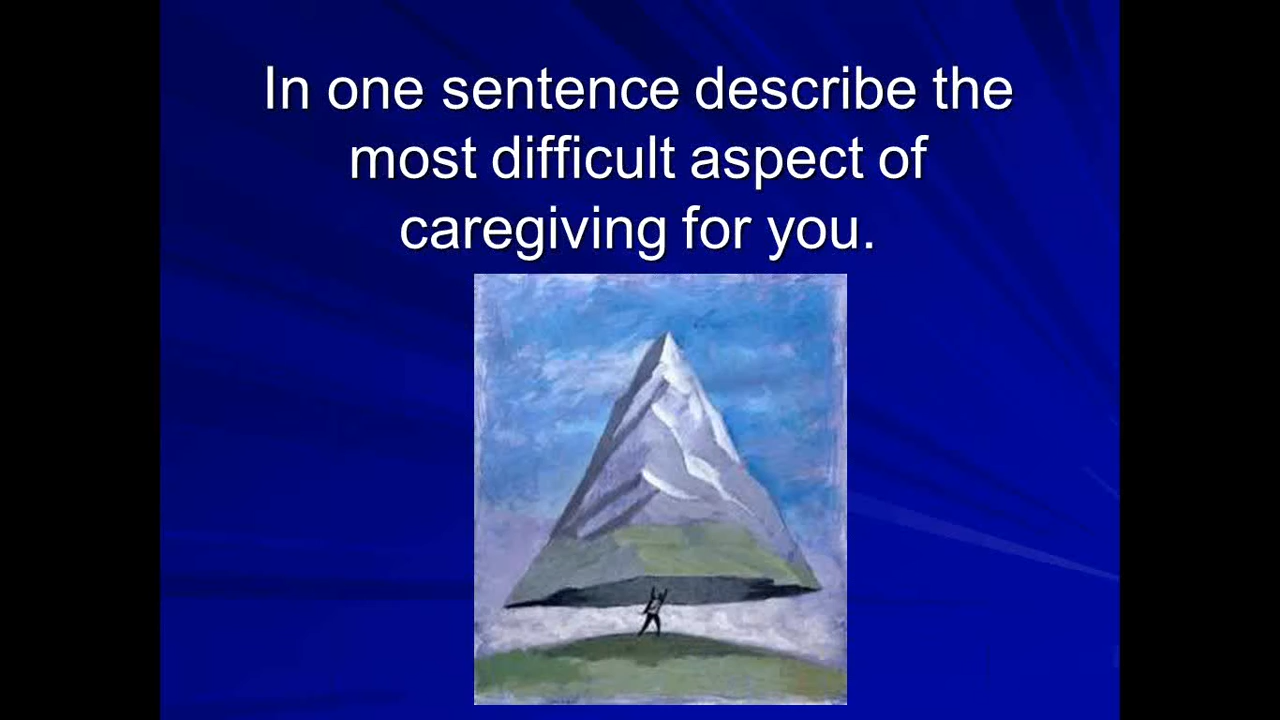 In one sentence describe the
most difficult aspect of
caregiving for you.